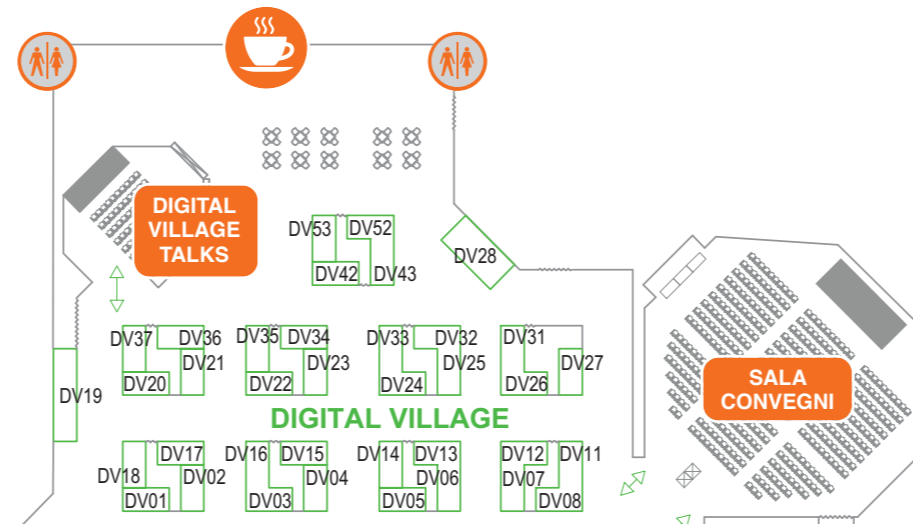 DIGITAL
VILLAGE
TALKS
DV53 DV52
DV42 DV43
DV28
DV37 DV36 DV35 DV34 DV33 DV32 DV31
DV21 DV23 DV25 DV27
DV20 DV22 DV24 DV26
DV19
SALA
CONVEGNI
DIGITAL VILLAGE
DV17 DV16 DV15 DV14 DV13 DV12 DV11
DV18 DV02 DV04 DV06 DV07
DV01 DV03 DV05 DV08